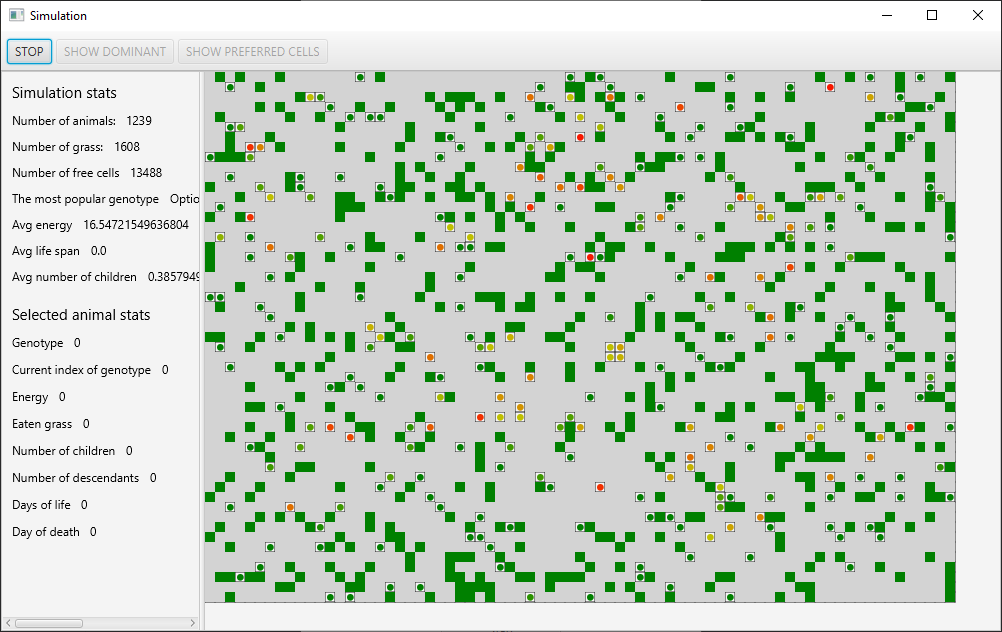 Simulation
STOP SHOW DOMINANT SHOW PREFERRED CELLS
Simulation stats
Number of animals: 1239
Number of grass: 1608
Number of free cells 13488
The most popular genotype Optio
Avg energy 16.54721549636804
Avg life span 0.0
Avg number of children 0.3857949
Selected animal stats
Genotype 0
Current index of genotype 0
Energy 0
Eaten grass 0
Number of children 0
Number of descendants 0
Days of life 0
Day of death 0